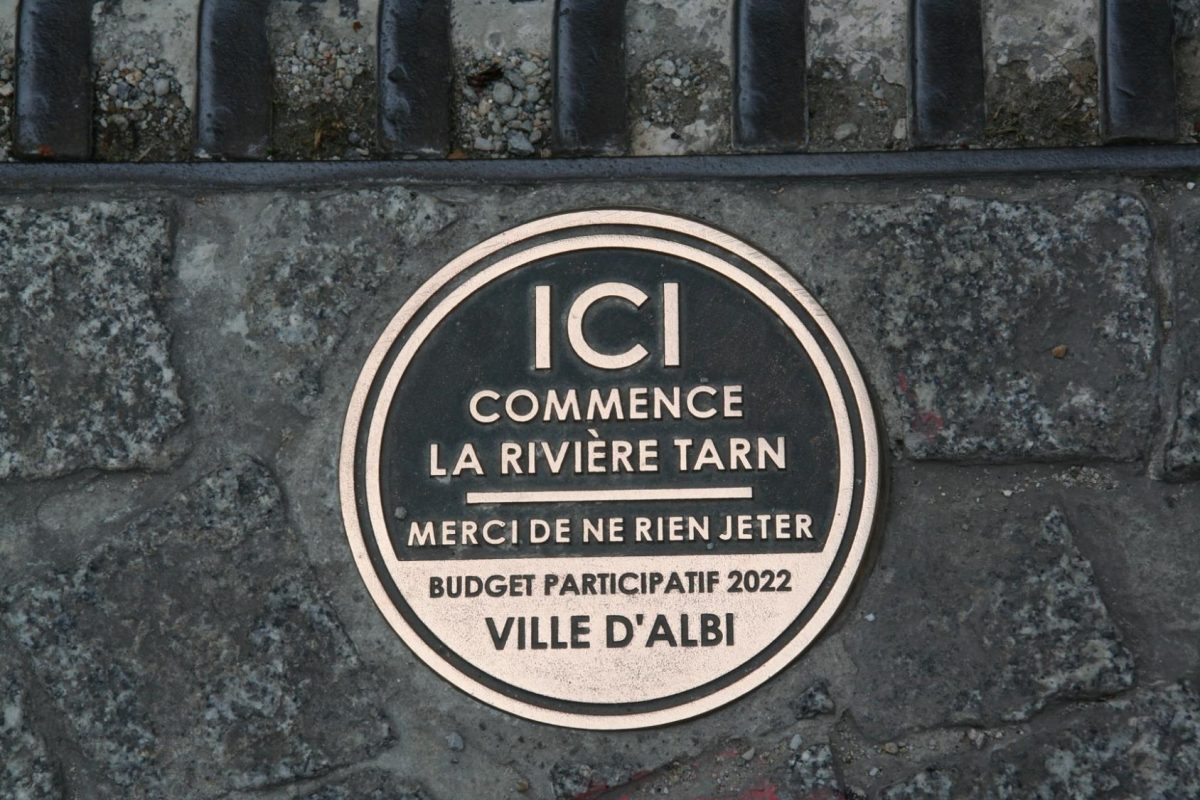 ICI
COMMENCE
LA RIVIÈRE TARN
MERCI DE NE RIEN JETER
BUDGET PARTICIPATIF 2022
VILLE D'ALBI